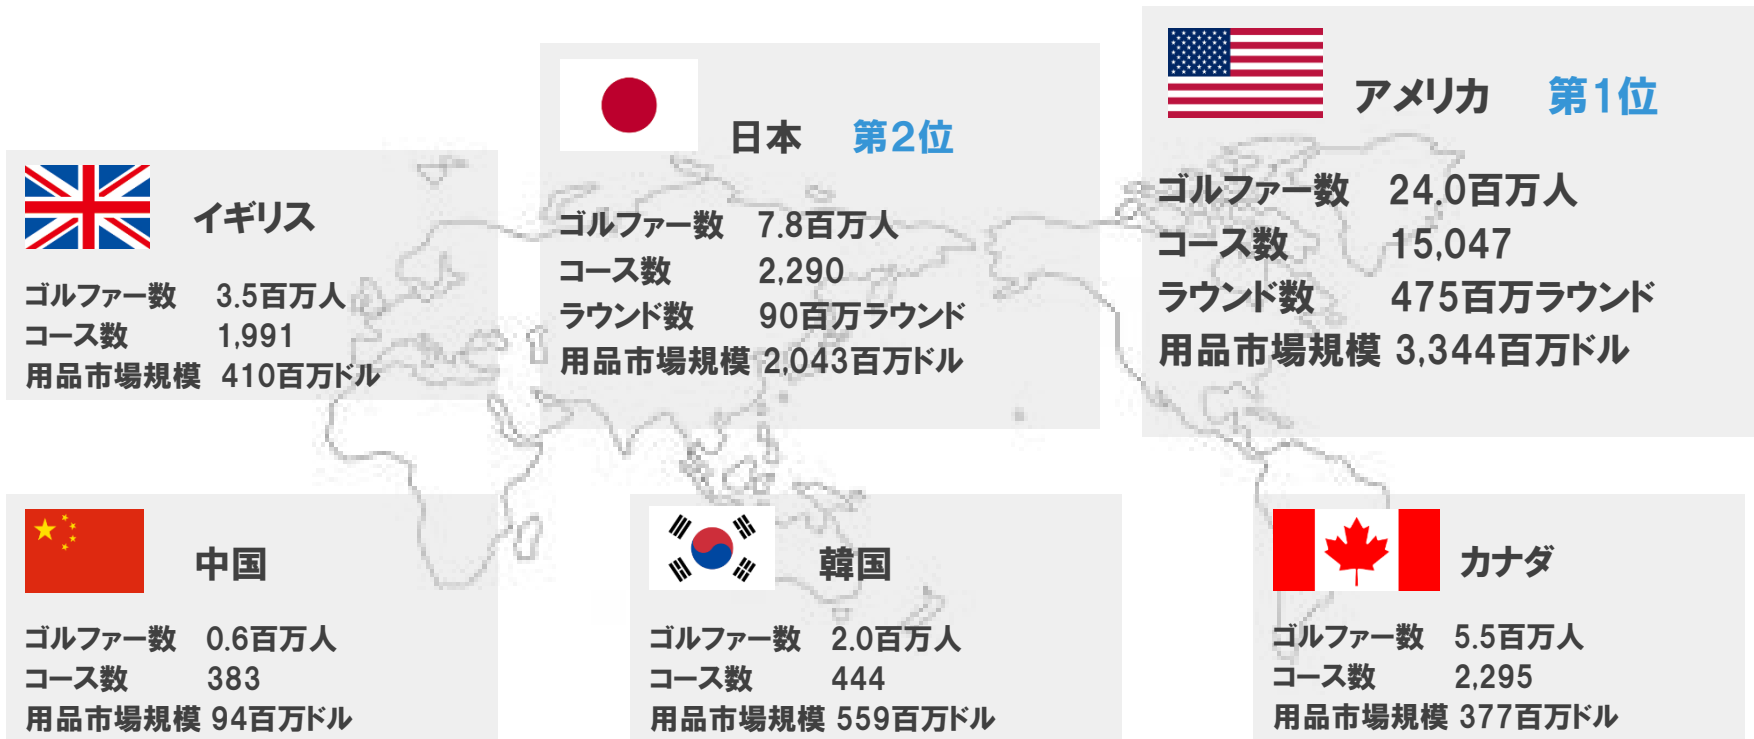 アメリカ 第1位
ゴルファー数 24.0百万人
コース数 15,047
ラウンド数 475百万ラウンド
用品市場規模 3,344百万ドル
日本 第2位
ゴルファー数 7.8百万人
コース数 2,290
ラウンド数 90百万ラウンド
用品市場規模 2,043百万ドル
イギリス
ゴルファー数 3.5百万人
コース数 1,991
用品市場規模 410百万ドル
中国
ゴルファー数 0.6百万人
コース数 383
用品市場規模 94百万ドル
韓国
ゴルファー数 2.0百万人
コース数 444
用品市場規模 559百万ドル
カナダ
ゴルファー数 5.5百万人
コース数 2,295
用品市場規模 377百万ドル